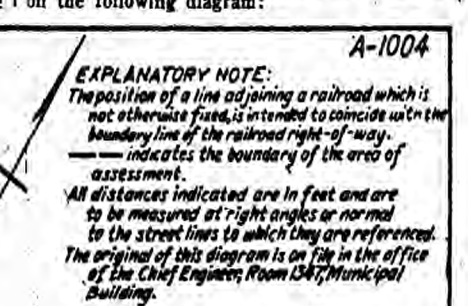 on the following diagram:
A-1004
EXPLANATORY NOTE:
The position of a line adjoining a railroad which is
not otherwise fixed, is intended to coincide with the
boundary line of the railroad right-of-way.
indicates the boundary of the area of
assessment.
All distances indicated are in feet and are
to be measured at right angles or normal
to the street lines to which they are referenced.
The original of this diagram is on file in the office
of the Chief Engineer, Room 1347, Municipal
Building.